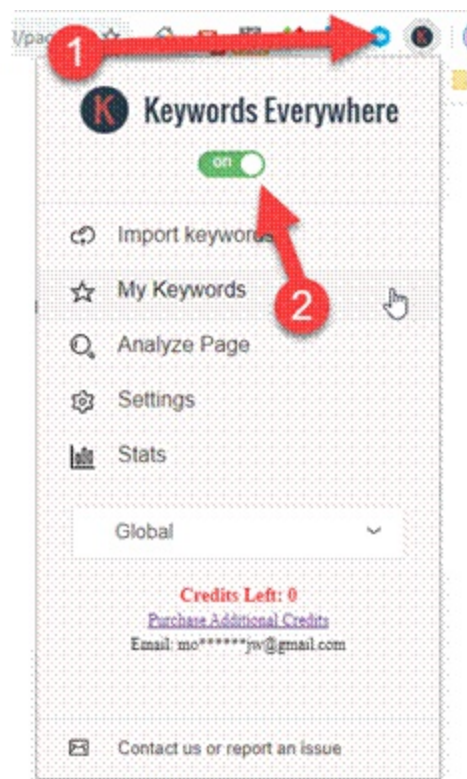 1
K Keywords Everywhere
on
Import keywords
2
My Keywords
Analyze Page
Settings
Stats
Global
Credits Left: 0
Purchase Additional Credits
Email: mo******jw@gmail.com
Contact us or report an issue